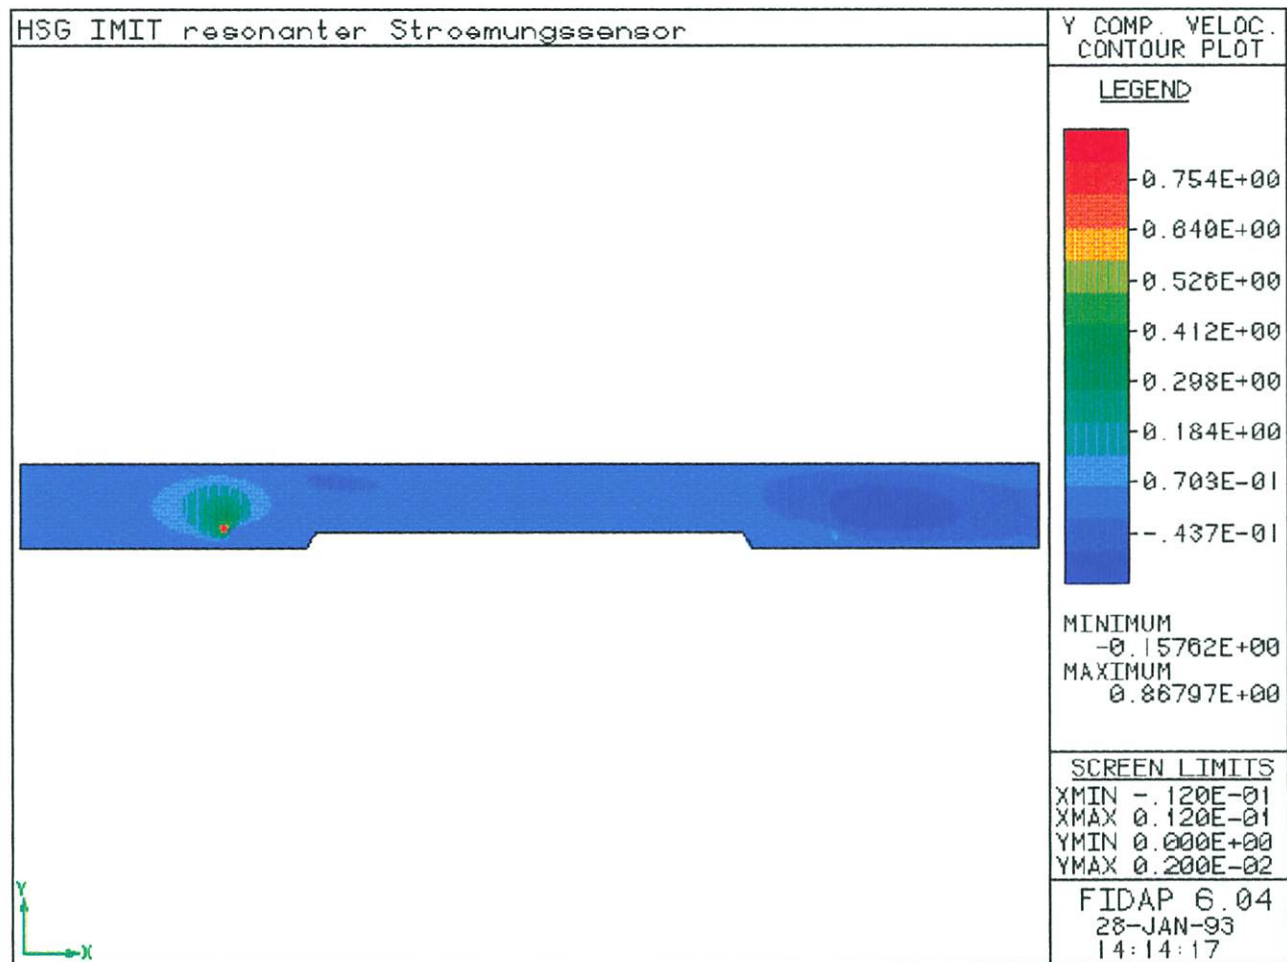 HSG IMIT resonanter Stroemungssensor
Y COMP. VELOC.
CONTOUR PLOT
LEGEND
0.754E+00
0.640E+00
0.526E+00
0.412E+00
0.298E+00
0.184E+00
0.703E-01
-.437E-01
MINIMUM
-0.15762E+00
MAXIMUM
0.86797E+00
SCREEN LIMITS
XMIN -.120E-01
XMAX 0.120E-01
YMIN 0.000E+00
YMAX 0.200E-02
FIDAP 6.04
28-JAN-93
14:14:17
Y
X